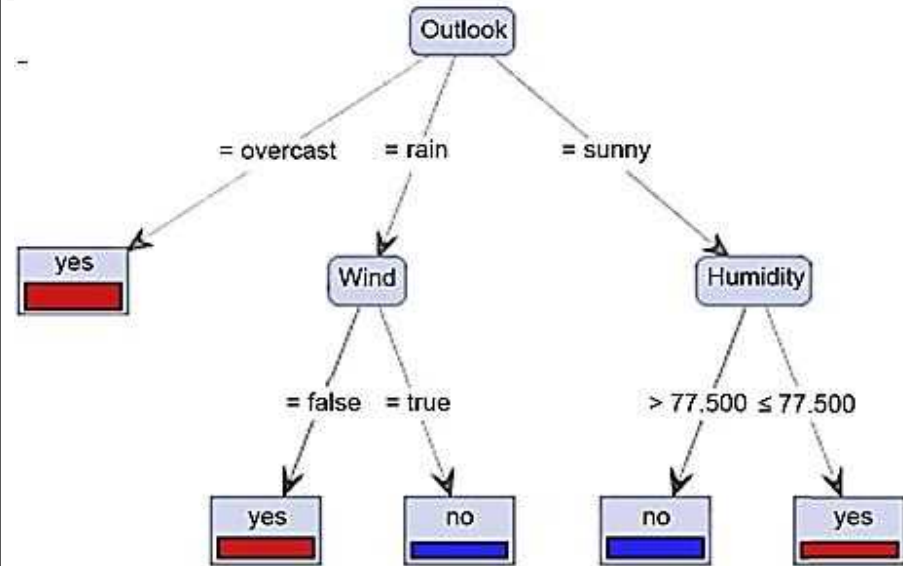 Outlook
= overcast
= rain
= sunny
yes
Wind
Humidity
= false
= true
> 77.500
≤ 77.500
yes
no
no
yes